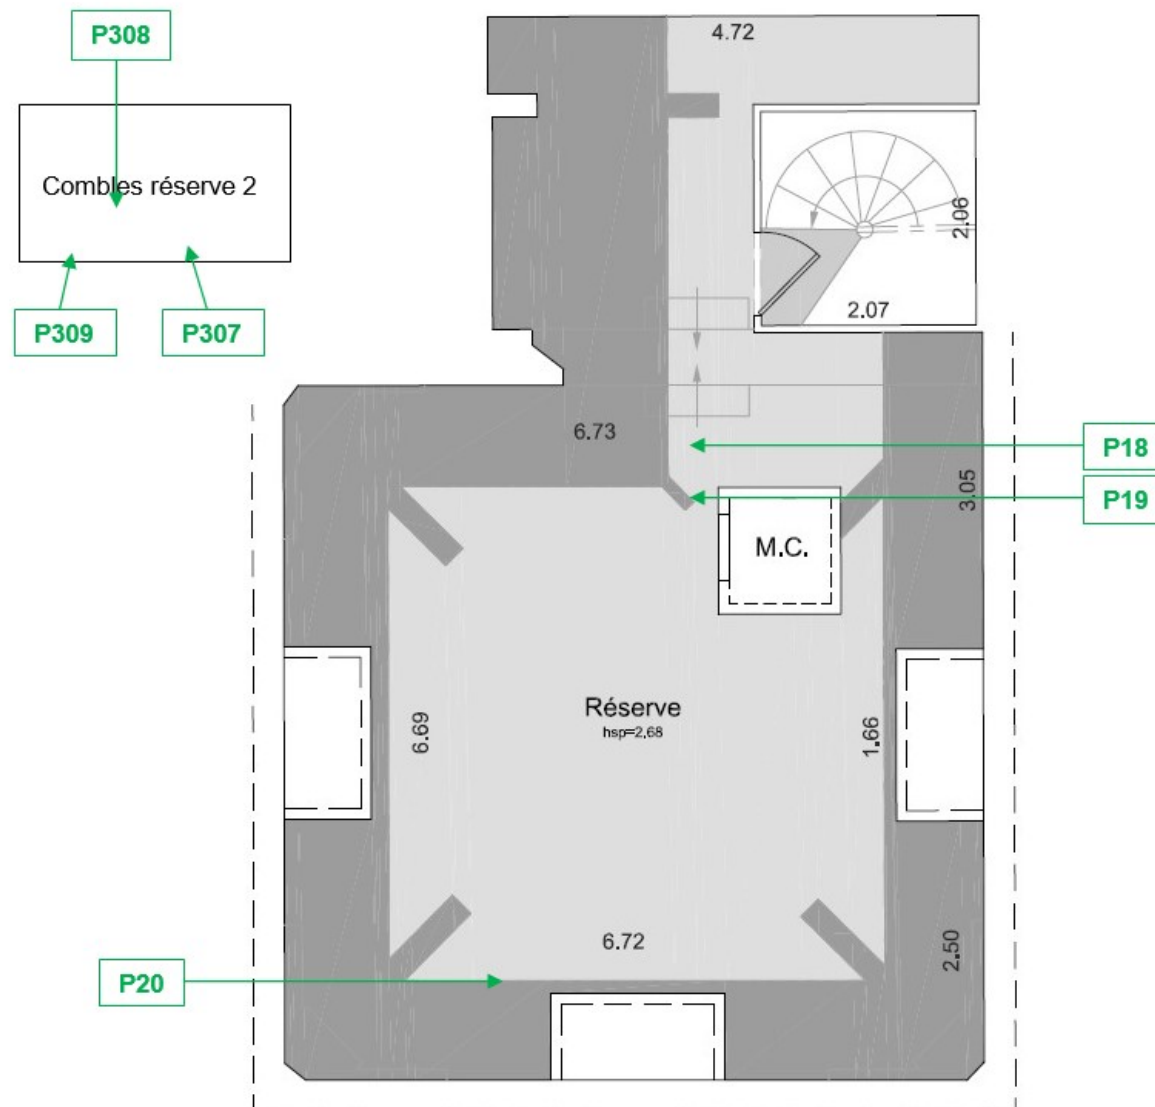 P308
4.72
Combles réserve 2
2.06
2.07
P309
P307
6.73
P18
3.05
P19
M.C.
Réserve
hsp=2,68
6.69
1.66
6.72
2.50
P20